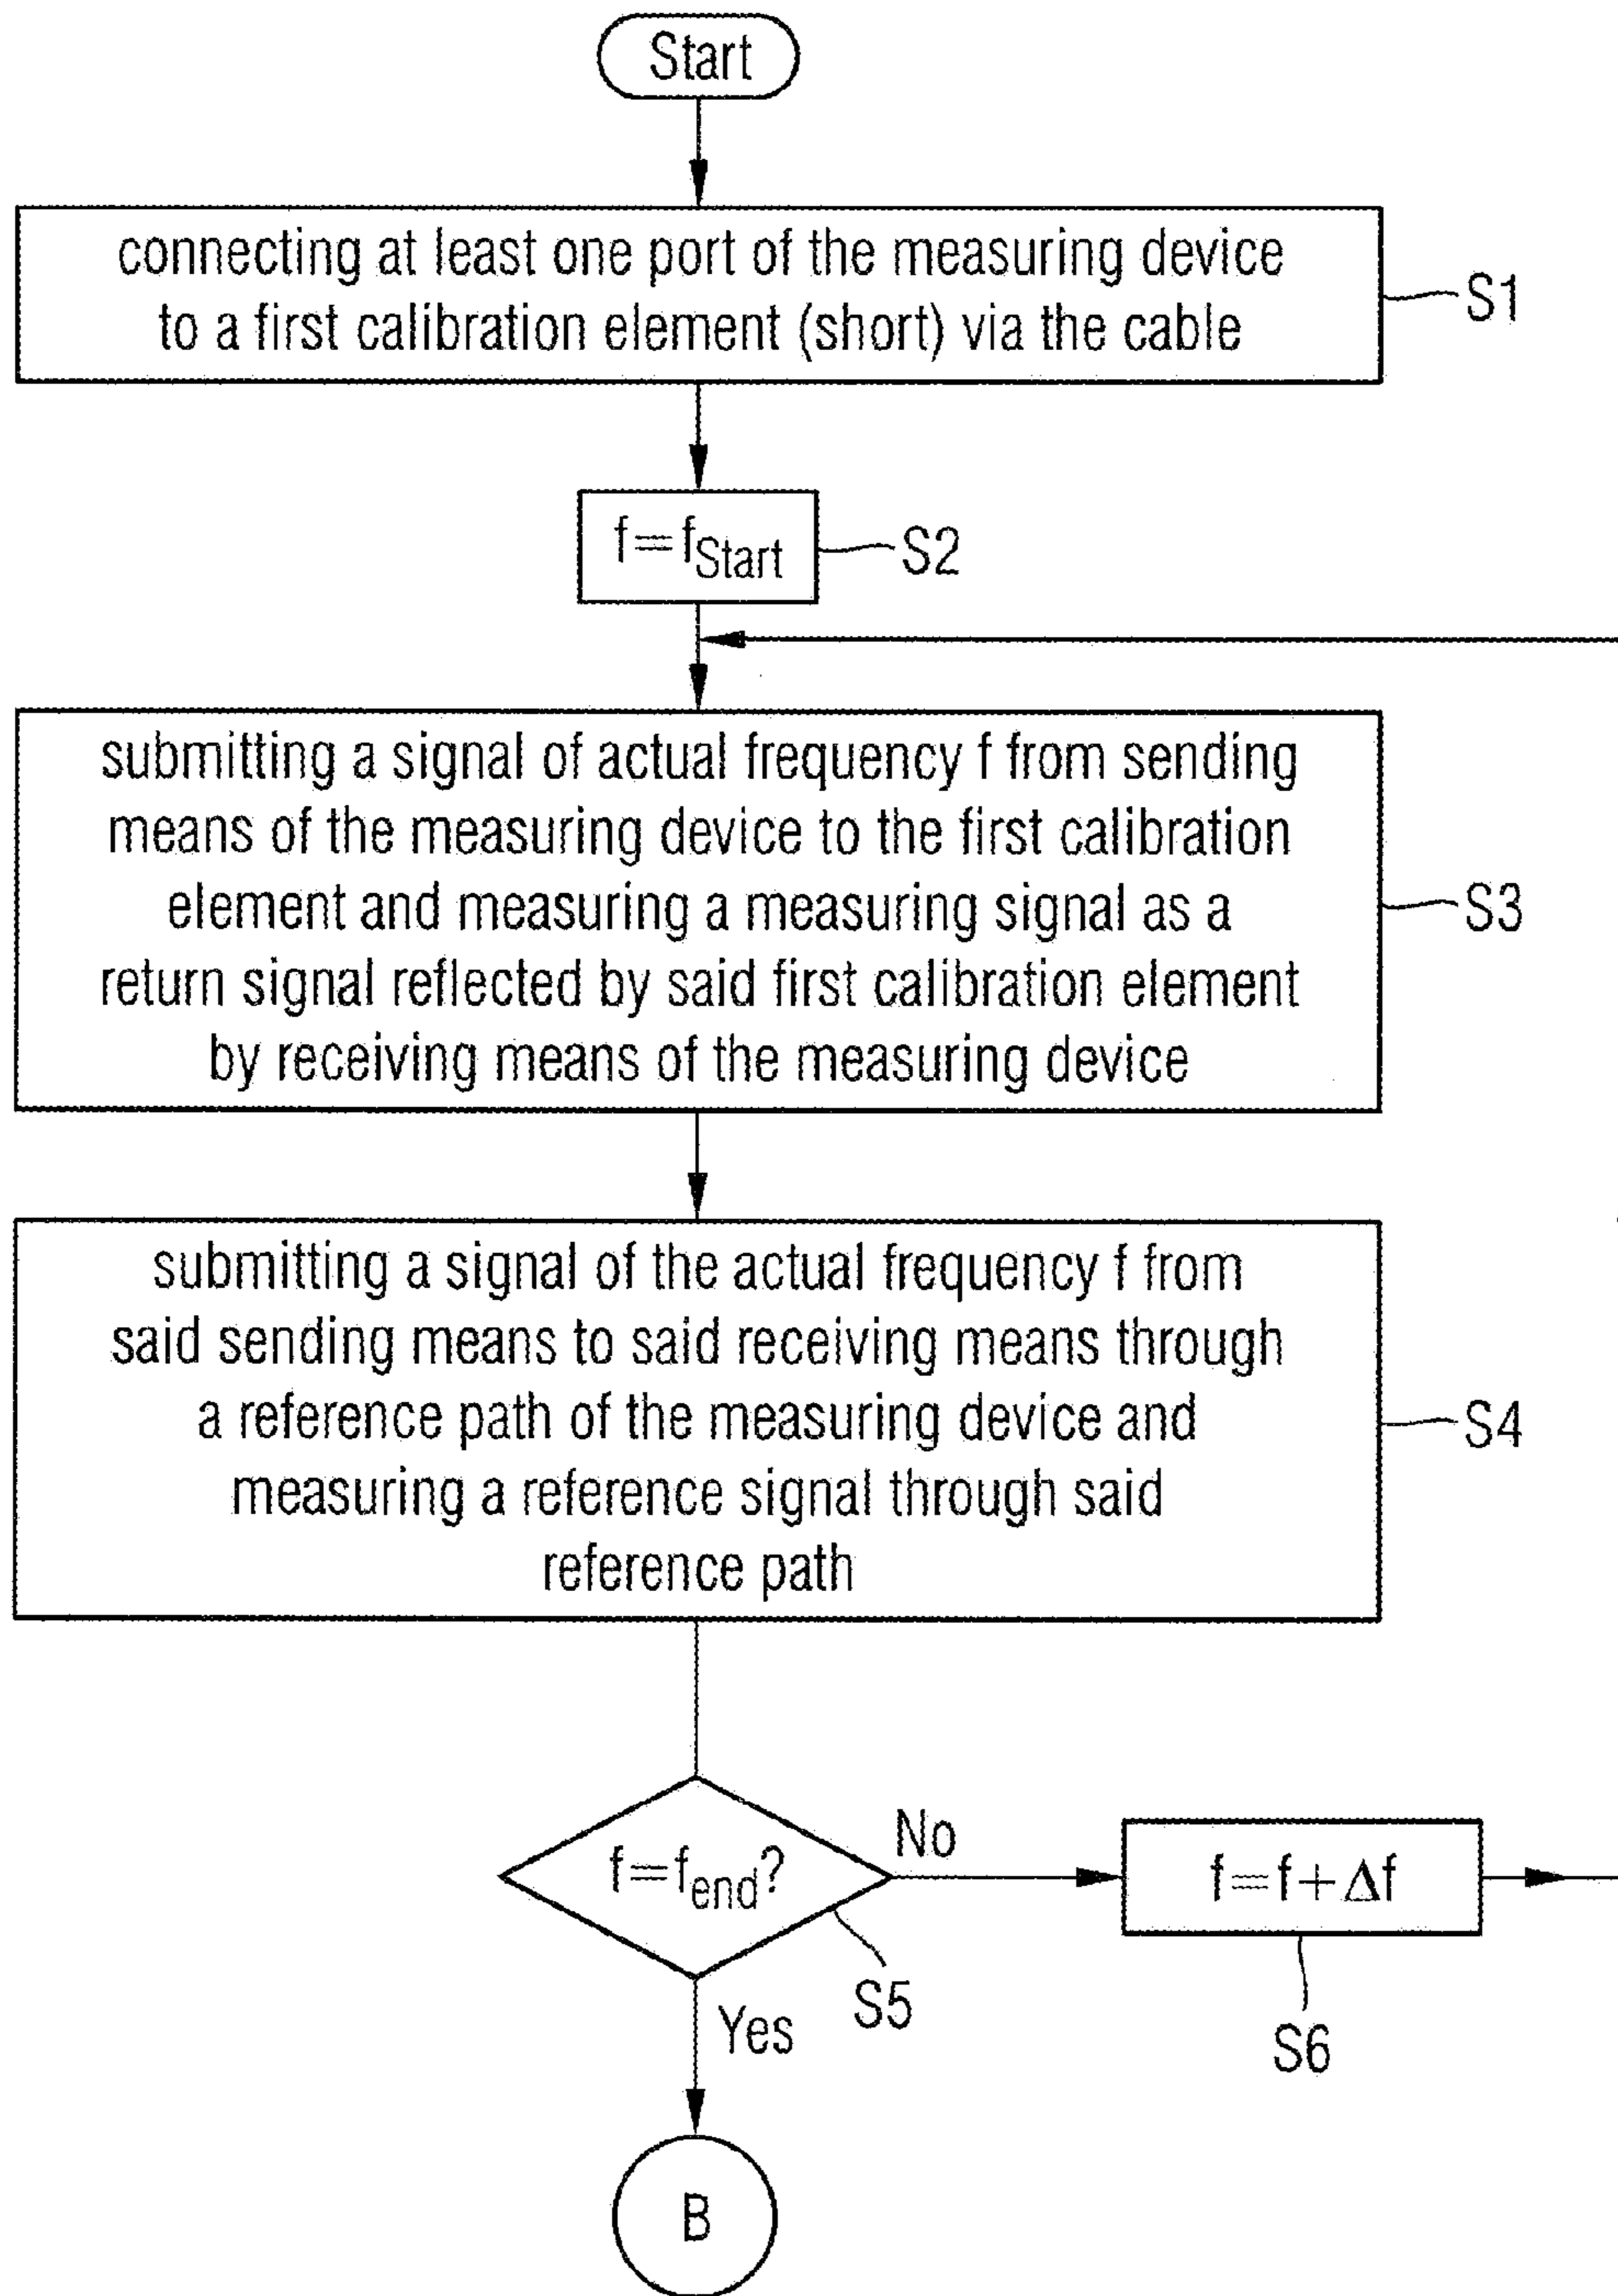 Start
connecting at least one port of the measuring device
to a first calibration element (short) via the cable
S1
f=fStart
S2
submitting a signal of actual frequency f from sending
means of the measuring device to the first calibration
element and measuring a measuring signal as a
return signal reflected by said first calibration element
by receiving means of the measuring device
S3
submitting a signal of the actual frequency f from
said sending means to said receiving means through
a reference path of the measuring device and
measuring a reference signal through said
reference path
S4
f=fend?
No
f=f+Δf
S5
S6
Yes
B